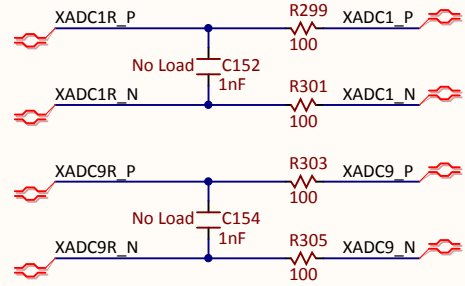 XADC1R_P R299 XADC1_P
100
No Load C152
1nF
XADC1R_N R301 XADC1_N
100
XADC9R_P R303 XADC9_P
100
No Load C154
1nF
XADC9R_N R305 XADC9_N
100